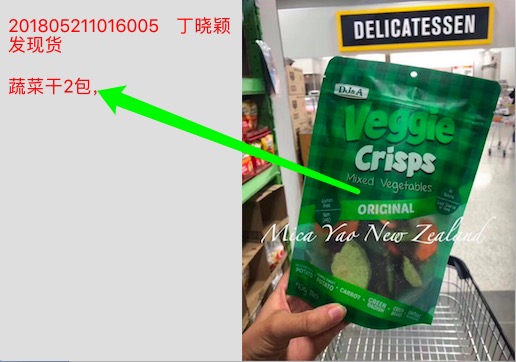 201805211016005 丁晓颖
发现货
蔬菜干2包，
DELICATESSEN
DJ&A
Veggie
Crisps
Mixed Vegetables
ORIGINAL
Mica Yao New Zealand
POTATO • CARROT • GREEN